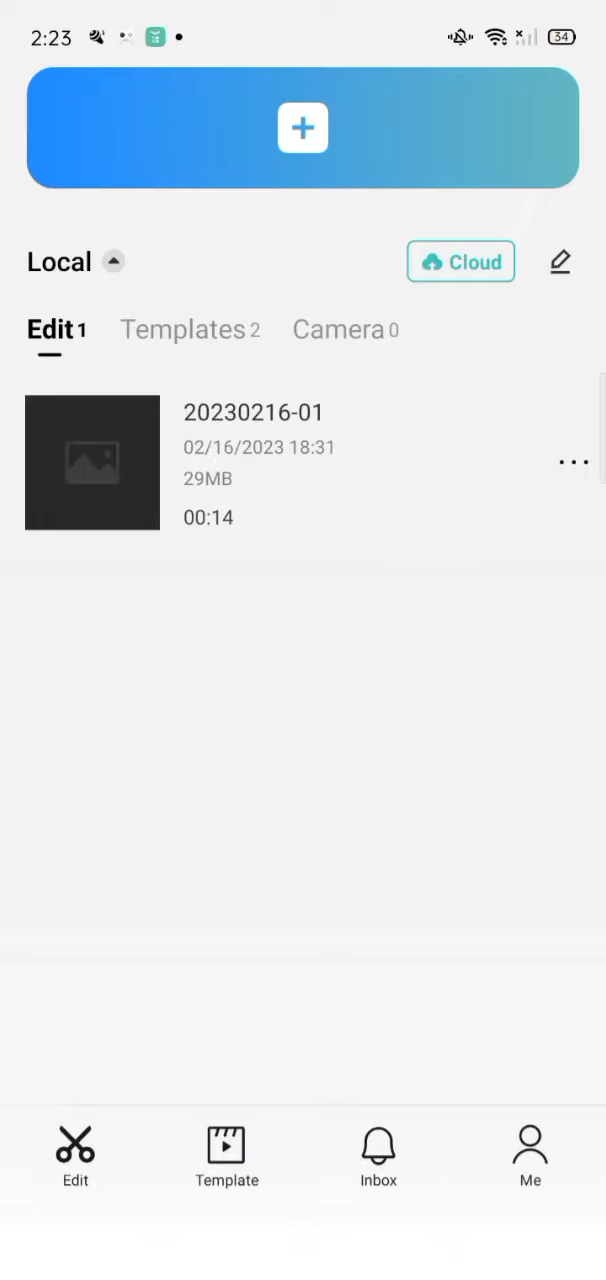 2:23 34
Local Cloud
Edit 1 Templates 2 Camera 0
20230216-01
02/16/2023 18:31
29MB
00:14
Edit Template Inbox Me